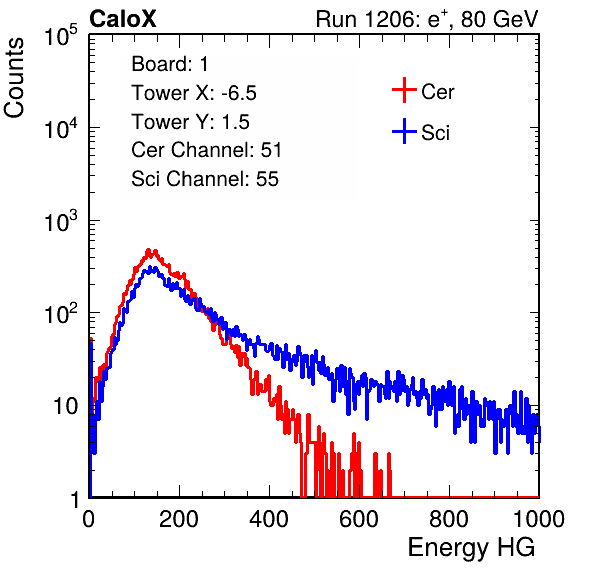 CaloX Run 1206: e⁺, 80 GeV
Counts
10⁵
10⁴
10³
10²
10
1
Board: 1
Tower X: -6.5
Tower Y: 1.5
Cer Channel: 51
Sci Channel: 55
Cer
Sci
0 200 400 600 800 1000
Energy HG